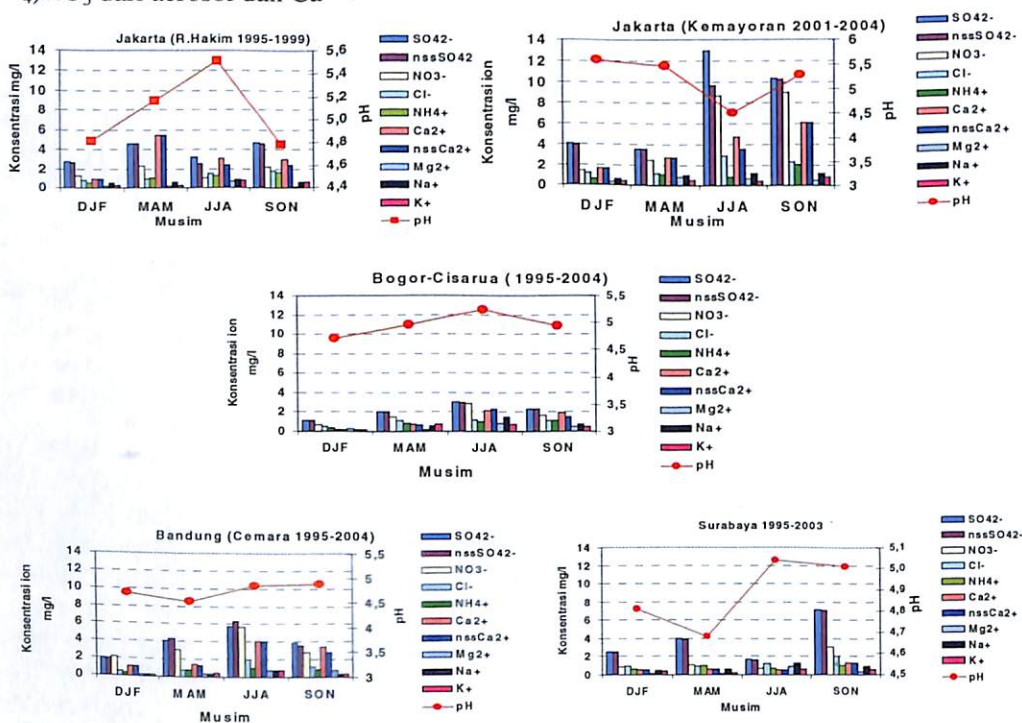 dari aerosol dan Ca
Jakarta (R.Hakim 1995-1999)
Konsentrasi mg/l
14
12
10
8
6
4
2
0
5,6
5,4
5,2
5,0
4,8
4,6
4,4
pH
DJF MAM JJA SON
Musim
SO42-
nssSO42
NO3-
Cl-
NH4+
Ca2+
nssCa2+
Mg2+
Na+
K+
pH
Jakarta (Kemayoran 2001-2004)
Konsentrasi ion
mg/l
14
12
10
8
6
4
2
0
6
5,5
5
4,5
4
3,5
3
pH
DJF MAM JJA SON
Musim
SO42-
nssSO42-
NO3-
Cl-
NH4+
Ca2+
nssCa2+
Mg2+
Na+
K+
pH
Bogor-Cisarua (1995-2004)
Konsentrasi ion
mg/l
14
12
10
8
6
4
2
0
5,5
5
4,5
4
3,5
3
pH
DJF MAM JJA SON
Musim
SO42-
nssSO42-
NO3-
Cl-
NH4+
Ca2+
nssCa2+
Mg2+
Na+
K+
pH
Bandung (Cemara 1995-2004)
Konsentrasi ion
mg/l
14
12
10
8
6
4
2
0
5,5
5
4,5
4
3,5
3
pH
DJF MAM JJA SON
Musim
SO42-
nssSO42-
NO3-
Cl-
NH4+
Ca2+
nssCa2+
Mg2+
Na+
K+
pH
Surabaya 1995-2003
Konsentrasi ion
mg/l
14
12
10
8
6
4
2
0
5,1
5,0
4,9
4,8
4,7
4,6
4,5
pH
DJF MAM JJA SON
Musim
SO42-
nssSO42-
NO3-
Cl-
NH4+
Ca2+
nssCa2+
Mg2+
Na+
K+
pH